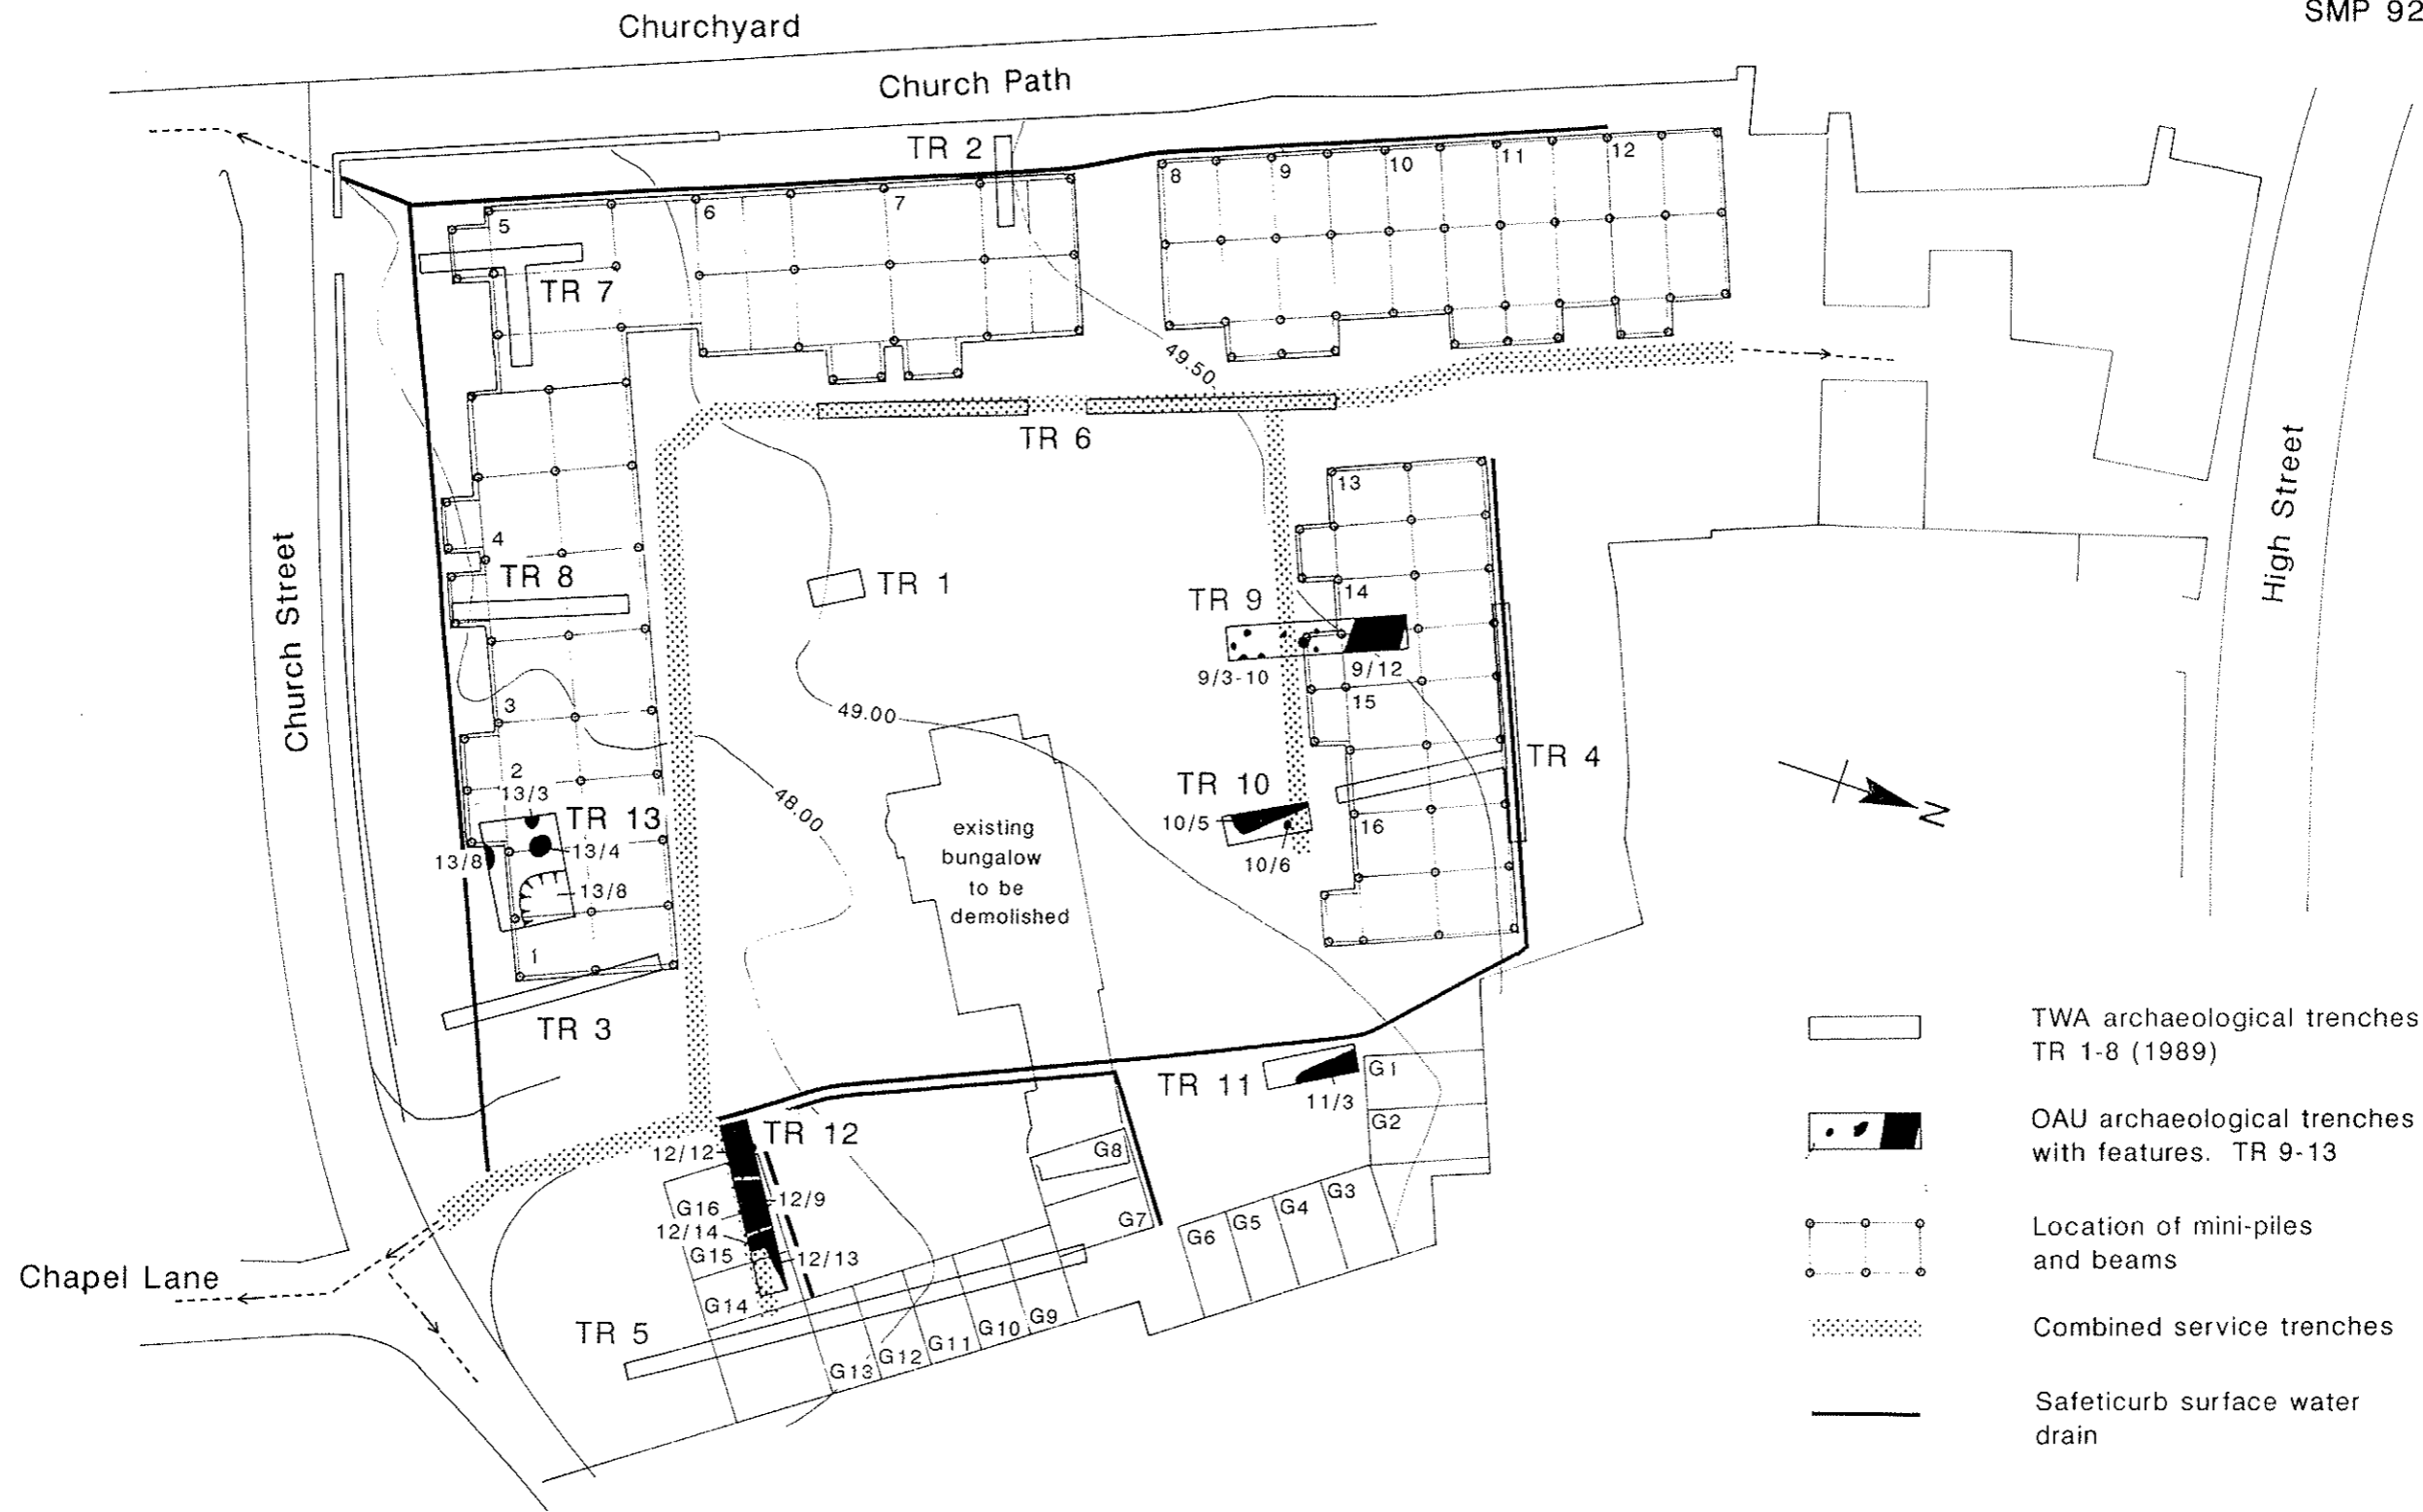 SMP 92
Churchyard
Church Path
TR 2
5
6
7
8
9
10
11
12
TR 7
49.50
TR 6
High Street
Church Street
13
4
TR 8
TR 1
TR 9
14
9/3-10
9/12
3
49.00
15
TR 4
2
13/3
TR 13
48.00
TR 10
10/5
16
10/6
13/8
13/4
13/8
existing
bungalow
to be
demolished
N
1
TR 3
TR 11
G1
11/3
G2
TR 12
12/12
G8
12/9
G16
12/14
G15
12/13
G7
G3
G4
G5
G6
Chapel Lane
G14
TR 5
G9
G10
G11
G12
G13
TWA archaeological trenches
TR 1-8 (1989)
OAU archaeological trenches
with features. TR 9-13
Location of mini-piles
and beams
Combined service trenches
Safeticurb surface water
drain